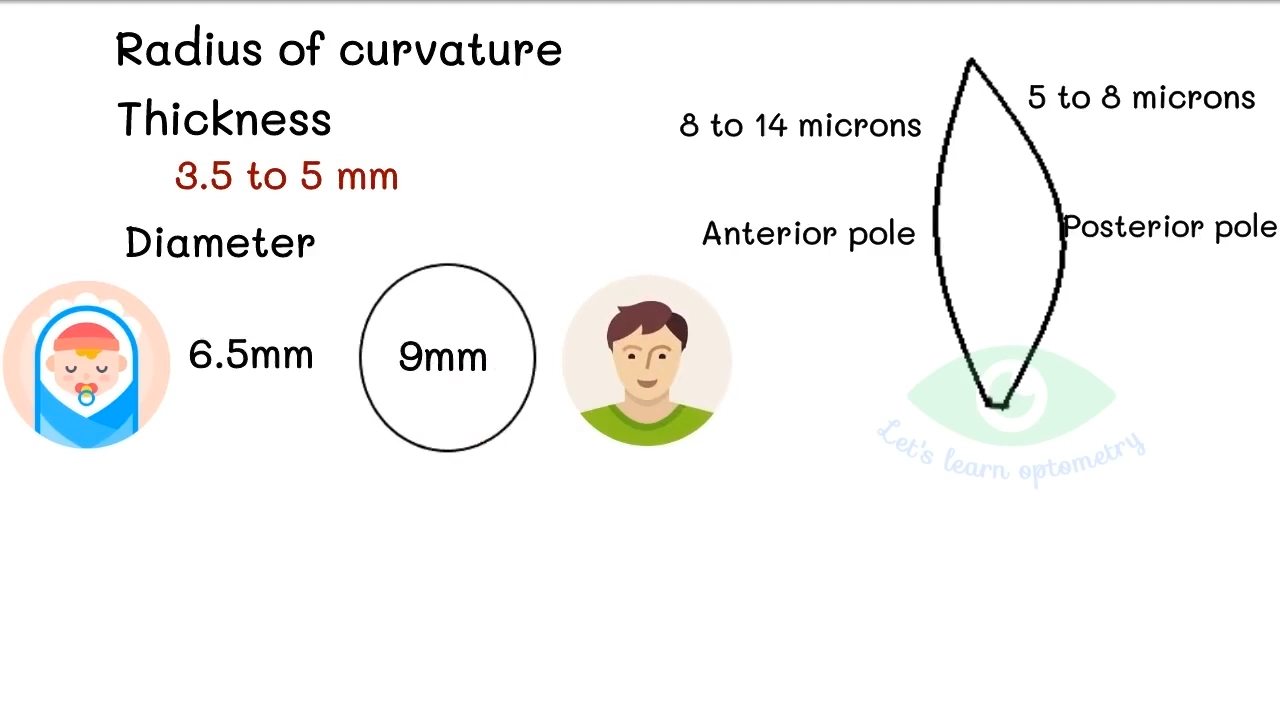 Radius of curvature
Thickness
3.5 to 5 mm
Diameter
6.5mm
9mm
5 to 8 microns
8 to 14 microns
Anterior pole
Posterior pole
Let's learn optometry